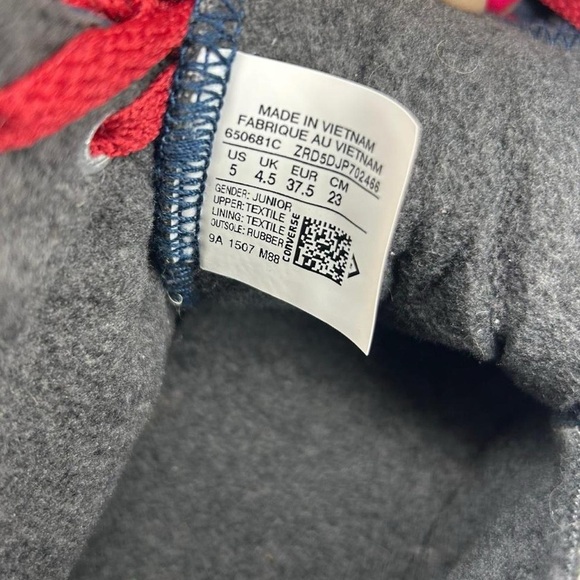 MADE IN VIETNAM
FABRIQUE AU VIETNAM
650681C ZRD5DJP702466
US UK EUR CM
5 4.5 37.5 23
GENDER: JUNIOR
UPPER: TEXTILE
LINING: TEXTILE
OUTSOLE: RUBBER
9A 1507 M88
CONVERSE